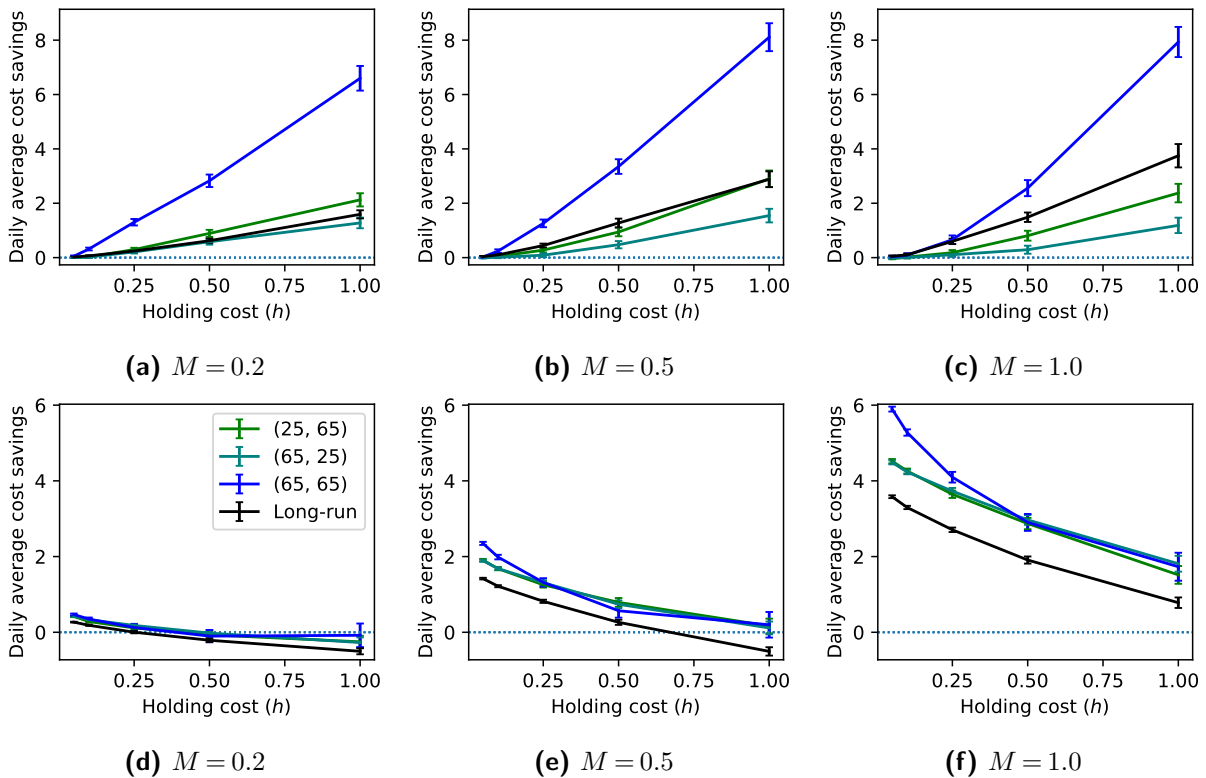 Daily average cost savings
8
6
4
2
0
0.25 0.50 0.75 1.00
Holding cost (h)
(a) M = 0.2
Daily average cost savings
8
6
4
2
0
0.25 0.50 0.75 1.00
Holding cost (h)
(b) M = 0.5
Daily average cost savings
8
6
4
2
0
0.25 0.50 0.75 1.00
Holding cost (h)
(c) M = 1.0
Daily average cost savings
6
4
2
0
(25, 65)
(65, 25)
(65, 65)
Long-run
0.25 0.50 0.75 1.00
Holding cost (h)
(d) M = 0.2
Daily average cost savings
6
4
2
0
0.25 0.50 0.75 1.00
Holding cost (h)
(e) M = 0.5
Daily average cost savings
6
4
2
0
0.25 0.50 0.75 1.00
Holding cost (h)
(f) M = 1.0